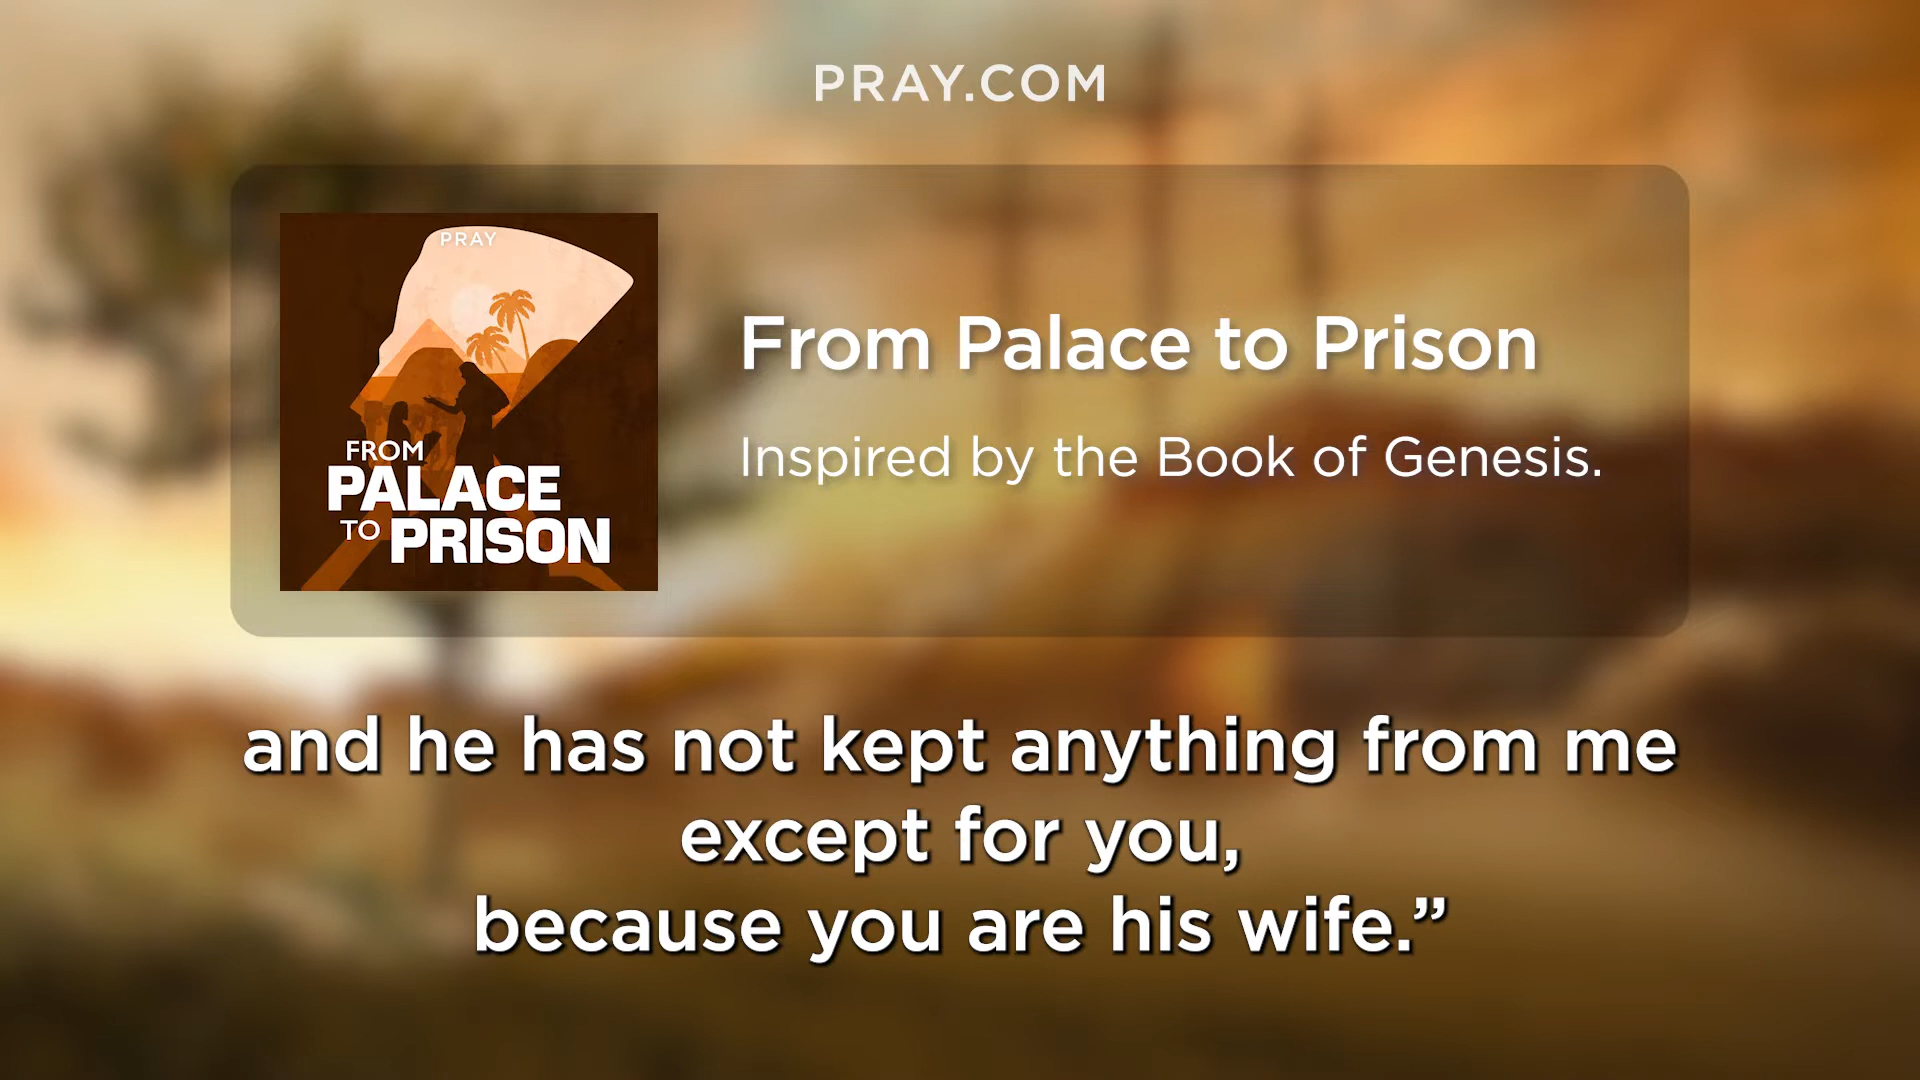 PRAY.COM
PRAY
FROM
PALACE
TO PRISON
From Palace to Prison
Inspired by the Book of Genesis.
and he has not kept anything from me
except for you,
because you are his wife.”